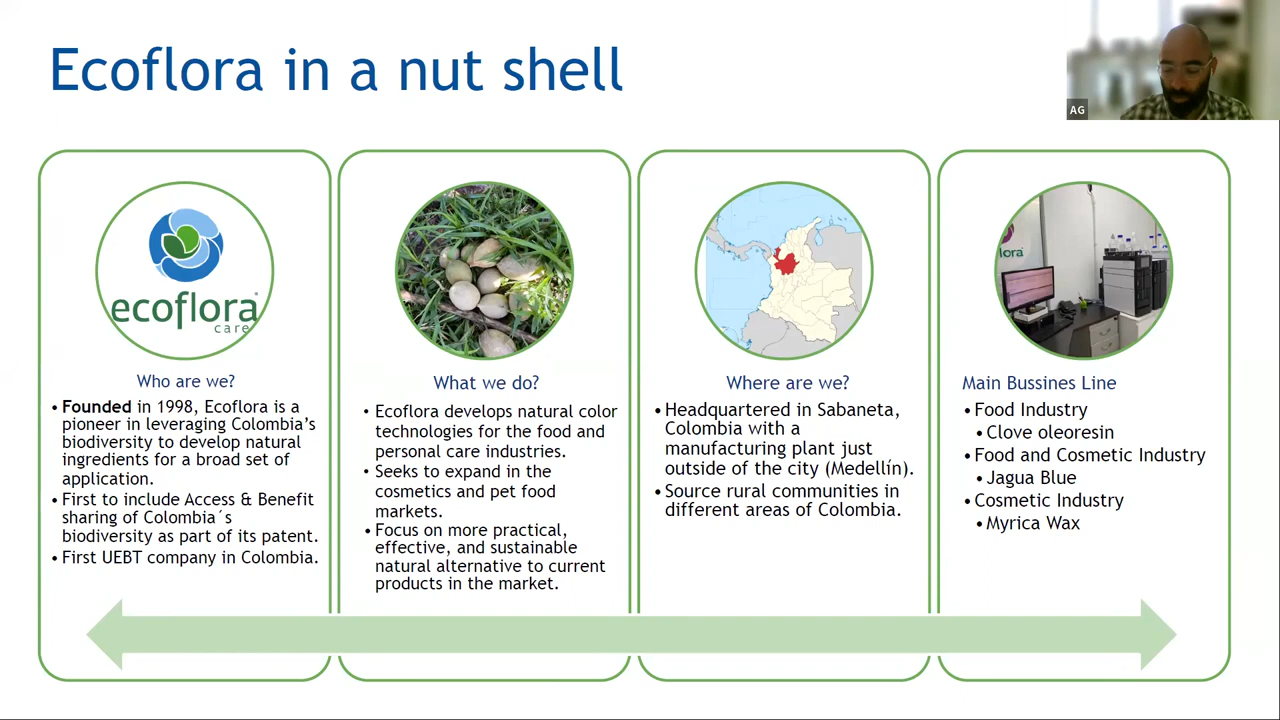 Ecoflora in a nut shell
AG
ecoflora
care
Who are we?
• Founded in 1998, Ecoflora is a
pioneer in leveraging Colombia’s
biodiversity to develop natural
ingredients for a broad set of
application.
• First to include Access & Benefit
sharing of Colombia´s
biodiversity as part of its patent.
• First UEBT company in Colombia.
What we do?
• Ecoflora develops natural color
technologies for the food and
personal care industries.
• Seeks to expand in the
cosmetics and pet food
markets.
• Focus on more practical,
effective, and sustainable
natural alternative to current
products in the market.
Where are we?
• Headquartered in Sabaneta,
Colombia with a
manufacturing plant just
outside of the city (Medellín).
• Source rural communities in
different areas of Colombia.
lora
Main Bussines Line
• Food Industry
• Clove oleoresin
• Food and Cosmetic Industry
• Jagua Blue
• Cosmetic Industry
• Myrica Wax